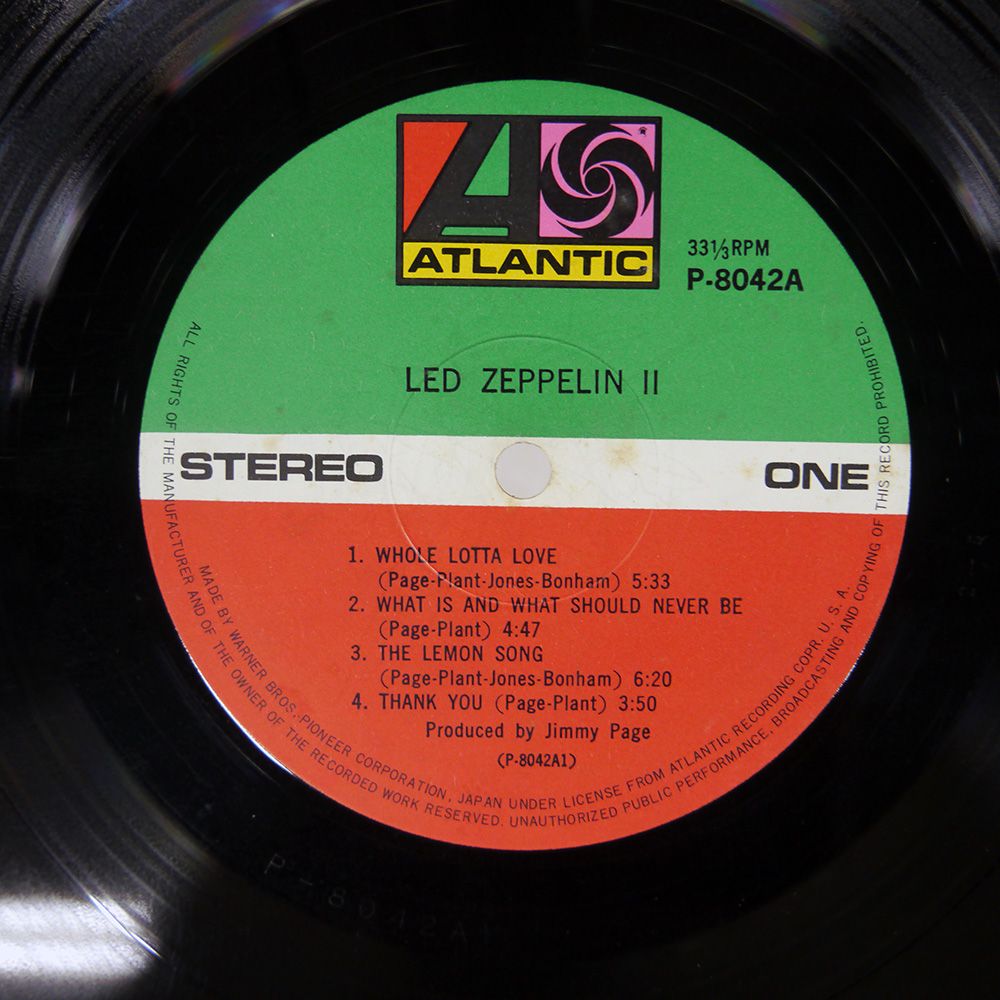 ATLANTIC
33⅓RPM
P-8042A
LED ZEPPELIN II
STEREO
ONE
1. WHOLE LOTTA LOVE
(Page-Plant-Jones-Bonham) 5:33
2. WHAT IS AND WHAT SHOULD NEVER BE
(Page-Plant) 4:47
3. THE LEMON SONG
(Page-Plant-Jones-Bonham) 6:20
4. THANK YOU (Page-Plant) 3:50
Produced by Jimmy Page
(P-8042A1)
MADE BY WARNER BROS.,PIONEER CORPORATION, JAPAN UNDER LICENSE FROM ATLANTIC RECORDING COPR. U. S. A.
ALL RIGHTS OF THE MANUFACTURER AND OF THE OWNER OF THE RECORDED WORK RESERVED. UNAUTHORIZED PUBLIC PERFORMANCE, BROADCASTING AND COPYING OF THIS RECORD PROHIBITED.
P-8042A1